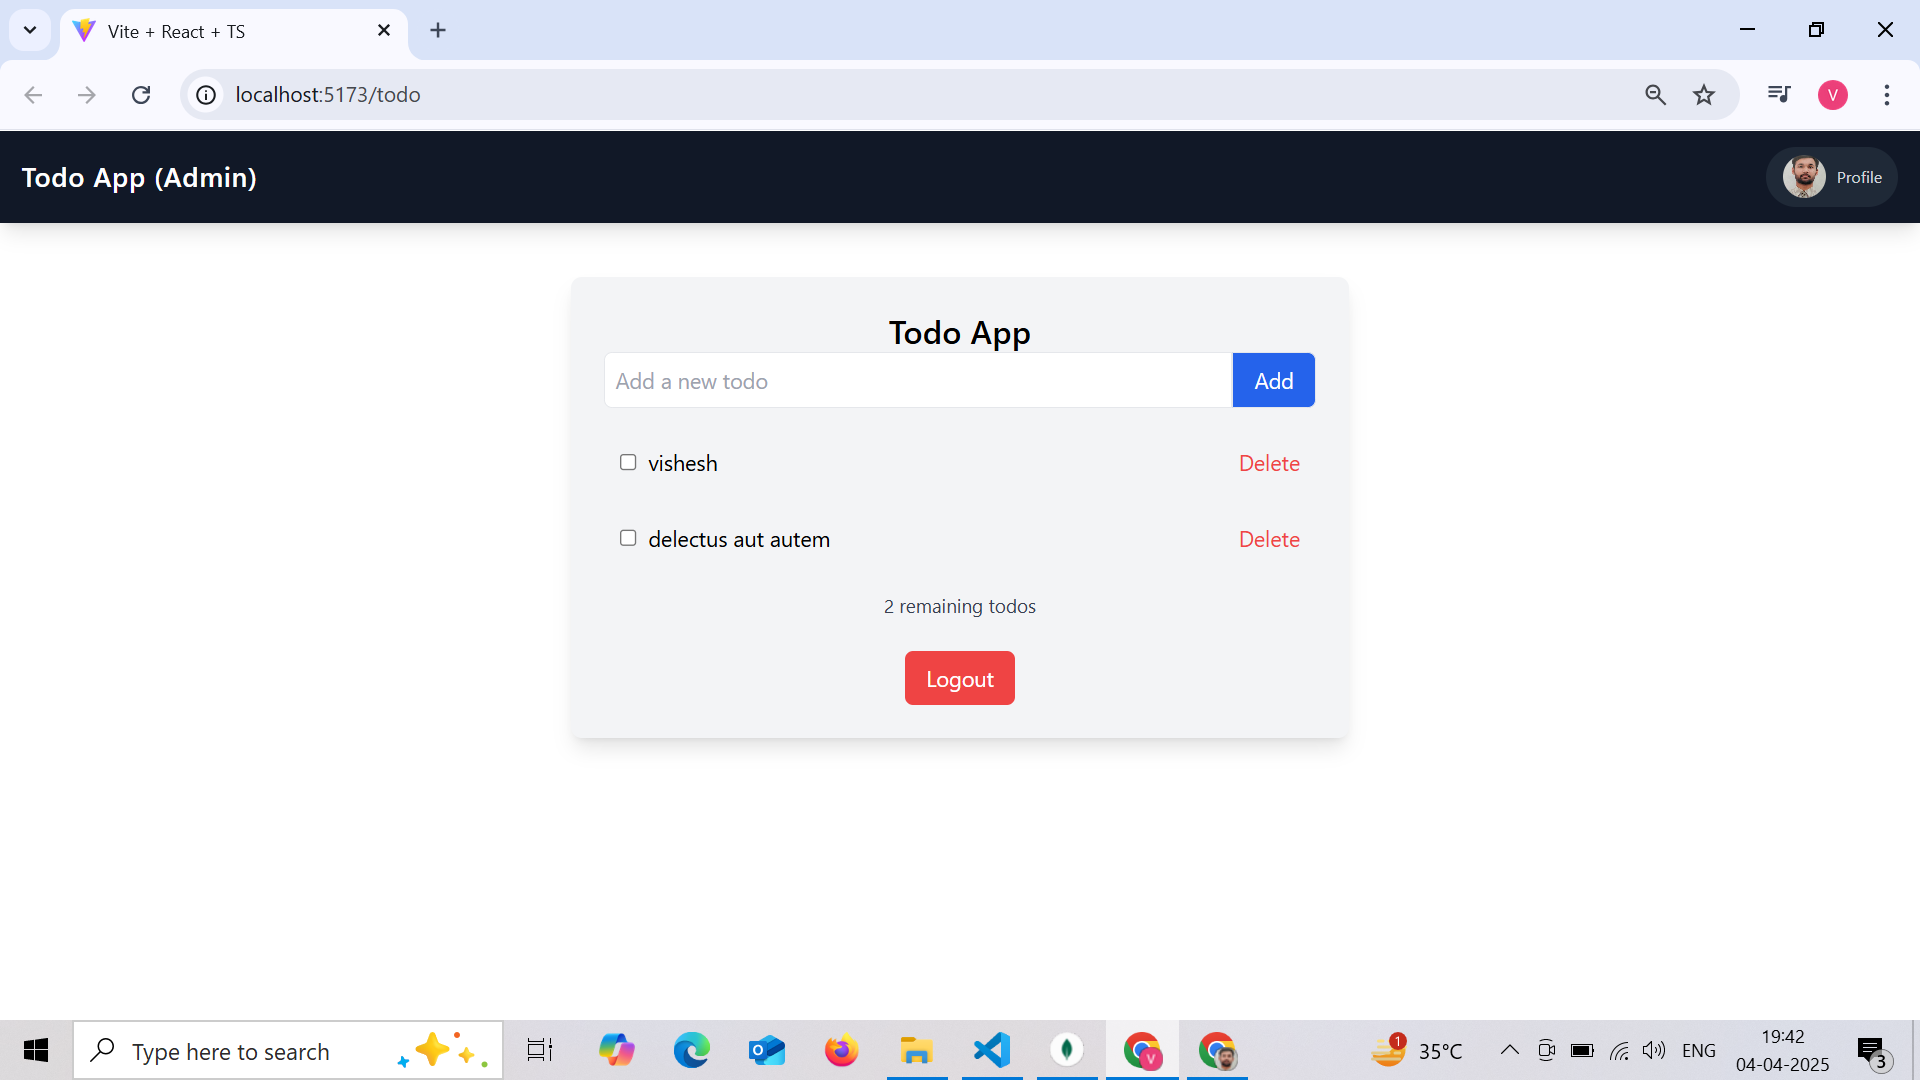 Vite + React + TS
localhost:5173/todo
V
Todo App (Admin)
Profile
Todo App
Add a new todo
Add
vishesh
Delete
delectus aut autem
Delete
2 remaining todos
Logout
Type here to search
V
1
35°C
ENG
19:42
04-04-2025
3